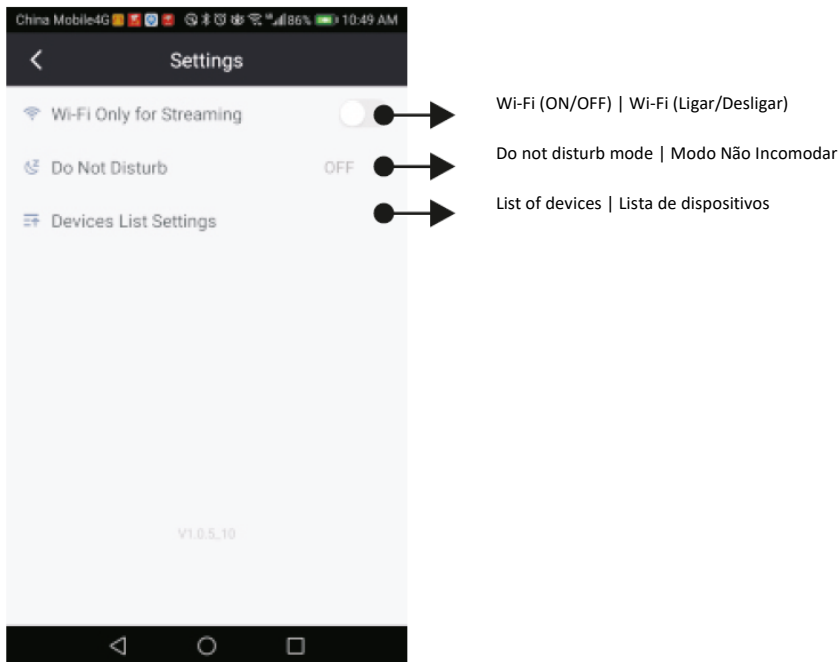 China Mobile4G 86% 10:49 AM
Settings
Wi-Fi Only for Streaming
Wi-Fi (ON/OFF) | Wi-Fi (Ligar/Desligar)
Do Not Disturb OFF
Do not disturb mode | Modo Não Incomodar
Devices List Settings
List of devices | Lista de dispositivos
V1.0.5_10